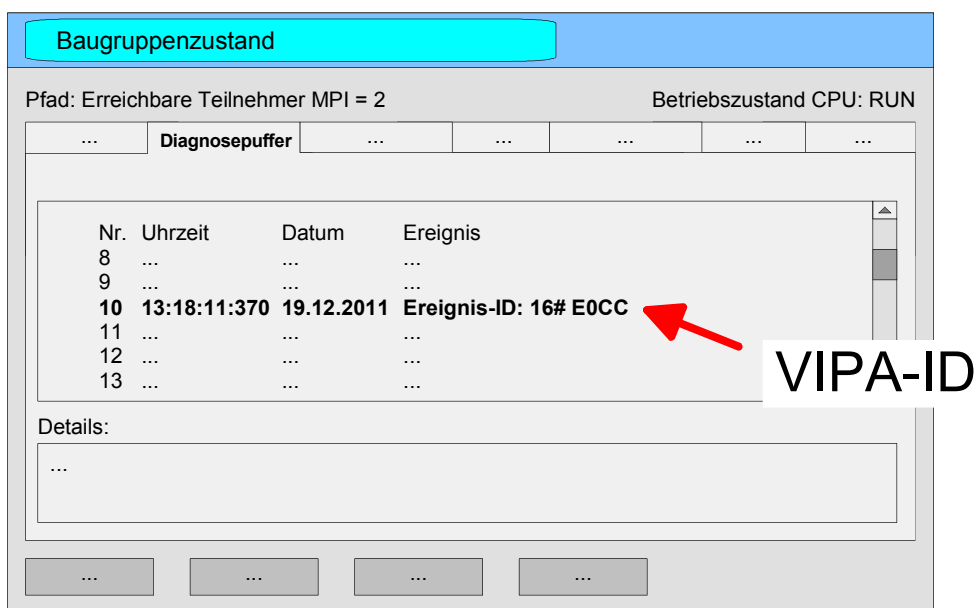 Baugruppenzustand
Pfad: Erreichbare Teilnehmer MPI = 2 Betriebszustand CPU: RUN
... Diagnosepuffer ... ... ... ... ...
Nr. Uhrzeit Datum Ereignis
8 ... ... ...
9 ... ... ...
10 13:18:11:370 19.12.2011 Ereignis-ID: 16# E0CC
11 ... ... ...
12 ... ... ...
13 ... ... ...
VIPA-ID
Details:
...
... ... ... ...